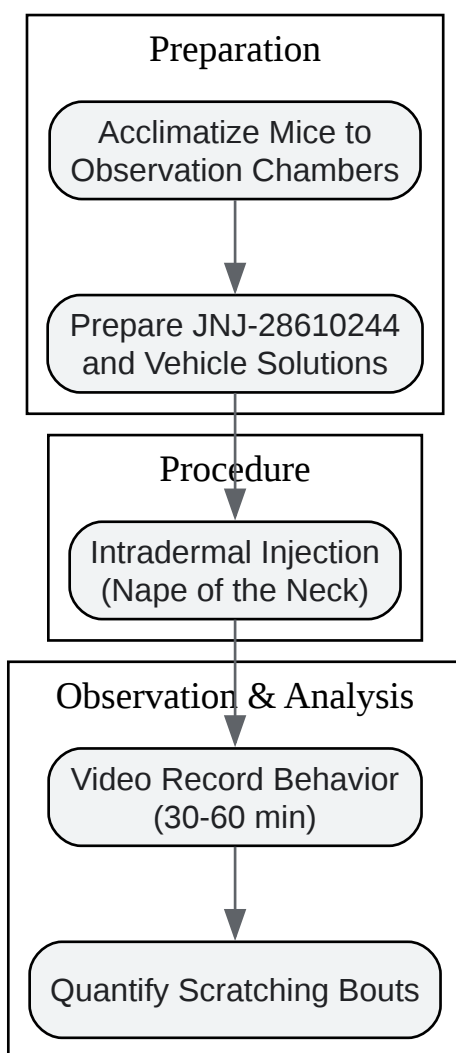 Preparation
Acclimatize Mice to
Observation Chambers
Prepare JNJ-28610244
and Vehicle Solutions
Procedure
Intradermal Injection
(Nape of the Neck)
Observation & Analysis
Video Record Behavior
(30-60 min)
Quantify Scratching Bouts